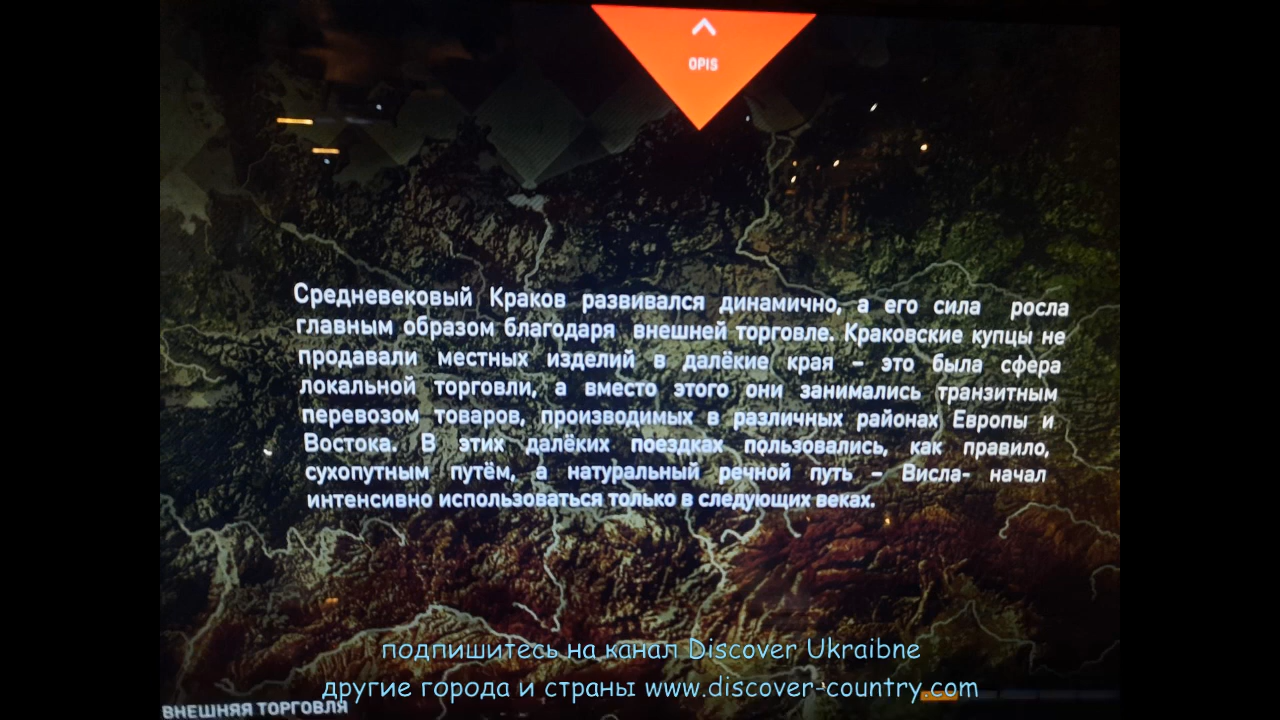 OPIS
Средневековый Краков развивался динамично, а его сила росла
главным образом благодаря внешней торговле. Краковские купцы не
продавали местных изделий в далёкие края – это была сфера
локальной торговли, а вместо этого они занимались транзитным
перевозом товаров, производимых в различных районах Европы и
Востока. В этих далёких поездках пользовались, как правило,
сухопутным путём, а натуральный речной путь – Висла- начал
интенсивно использоваться только в следующих веках.
подпишитесь на канал Discover Ukraibne
другие города и страны www.discover-country.com
ВНЕШНЯЯ ТОРГОВЛЯ